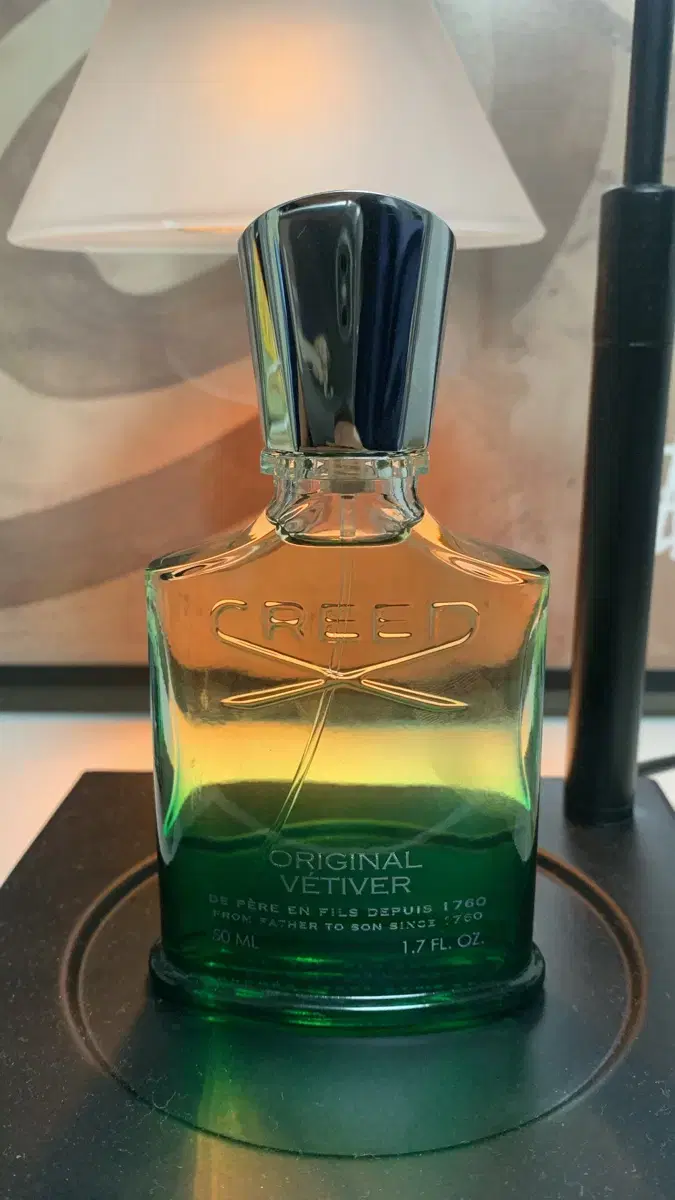 CREED
ORIGINAL
VÉTIVER
DE PÈRE EN FILS DEPUIS 1760
FROM FATHER TO SON SINCE 1760
50 ML 1.7 FL. OZ.